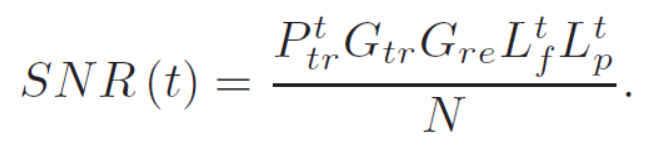 $SNR(t) = \frac{P_{tr}^{t} G_{tr} G_{re} L_{f}^{t} L_{p}^{t}}{N}.$